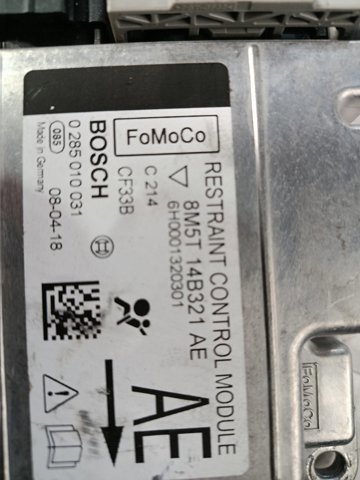 RESTRAINT CONTROL MODULE
8M5T 14B321 AE
6H0001320301
FoMoCo
C 214
CF33B
BOSCH
0 285 010 031
085
08-04-18
Made in Germany
AE
FoMoCo